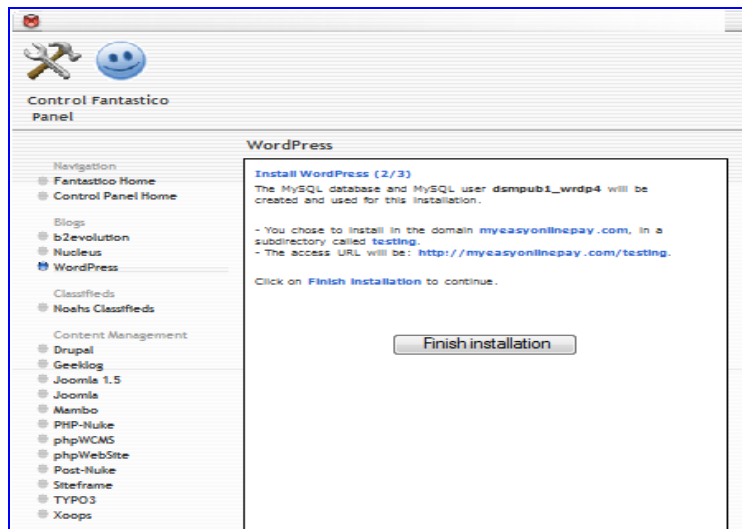 Control Fantastico
Panel
WordPress
Navigation
Fantastico Home
Control Panel Home
Blogs
b2evolution
Nucleus
WordPress
Classifieds
Noahs Classifieds
Content Management
Drupal
Geeklog
Joomla 1.5
Joomla
Mambo
PHP-Nuke
phpWCMS
phpWebSite
Post-Nuke
Siteframe
TYPO3
Xoops
Install WordPress (2/3)
The MySQL database and MySQL user dsmpub1_wrdp4 will be
created and used for this installation.
- You chose to install in the domain myeasyonlinepay.com, in a
subdirectory called testing.
- The access URL will be: http://myeasyonlinepay.com/testing.
Click on Finish installation to continue.
Finish installation